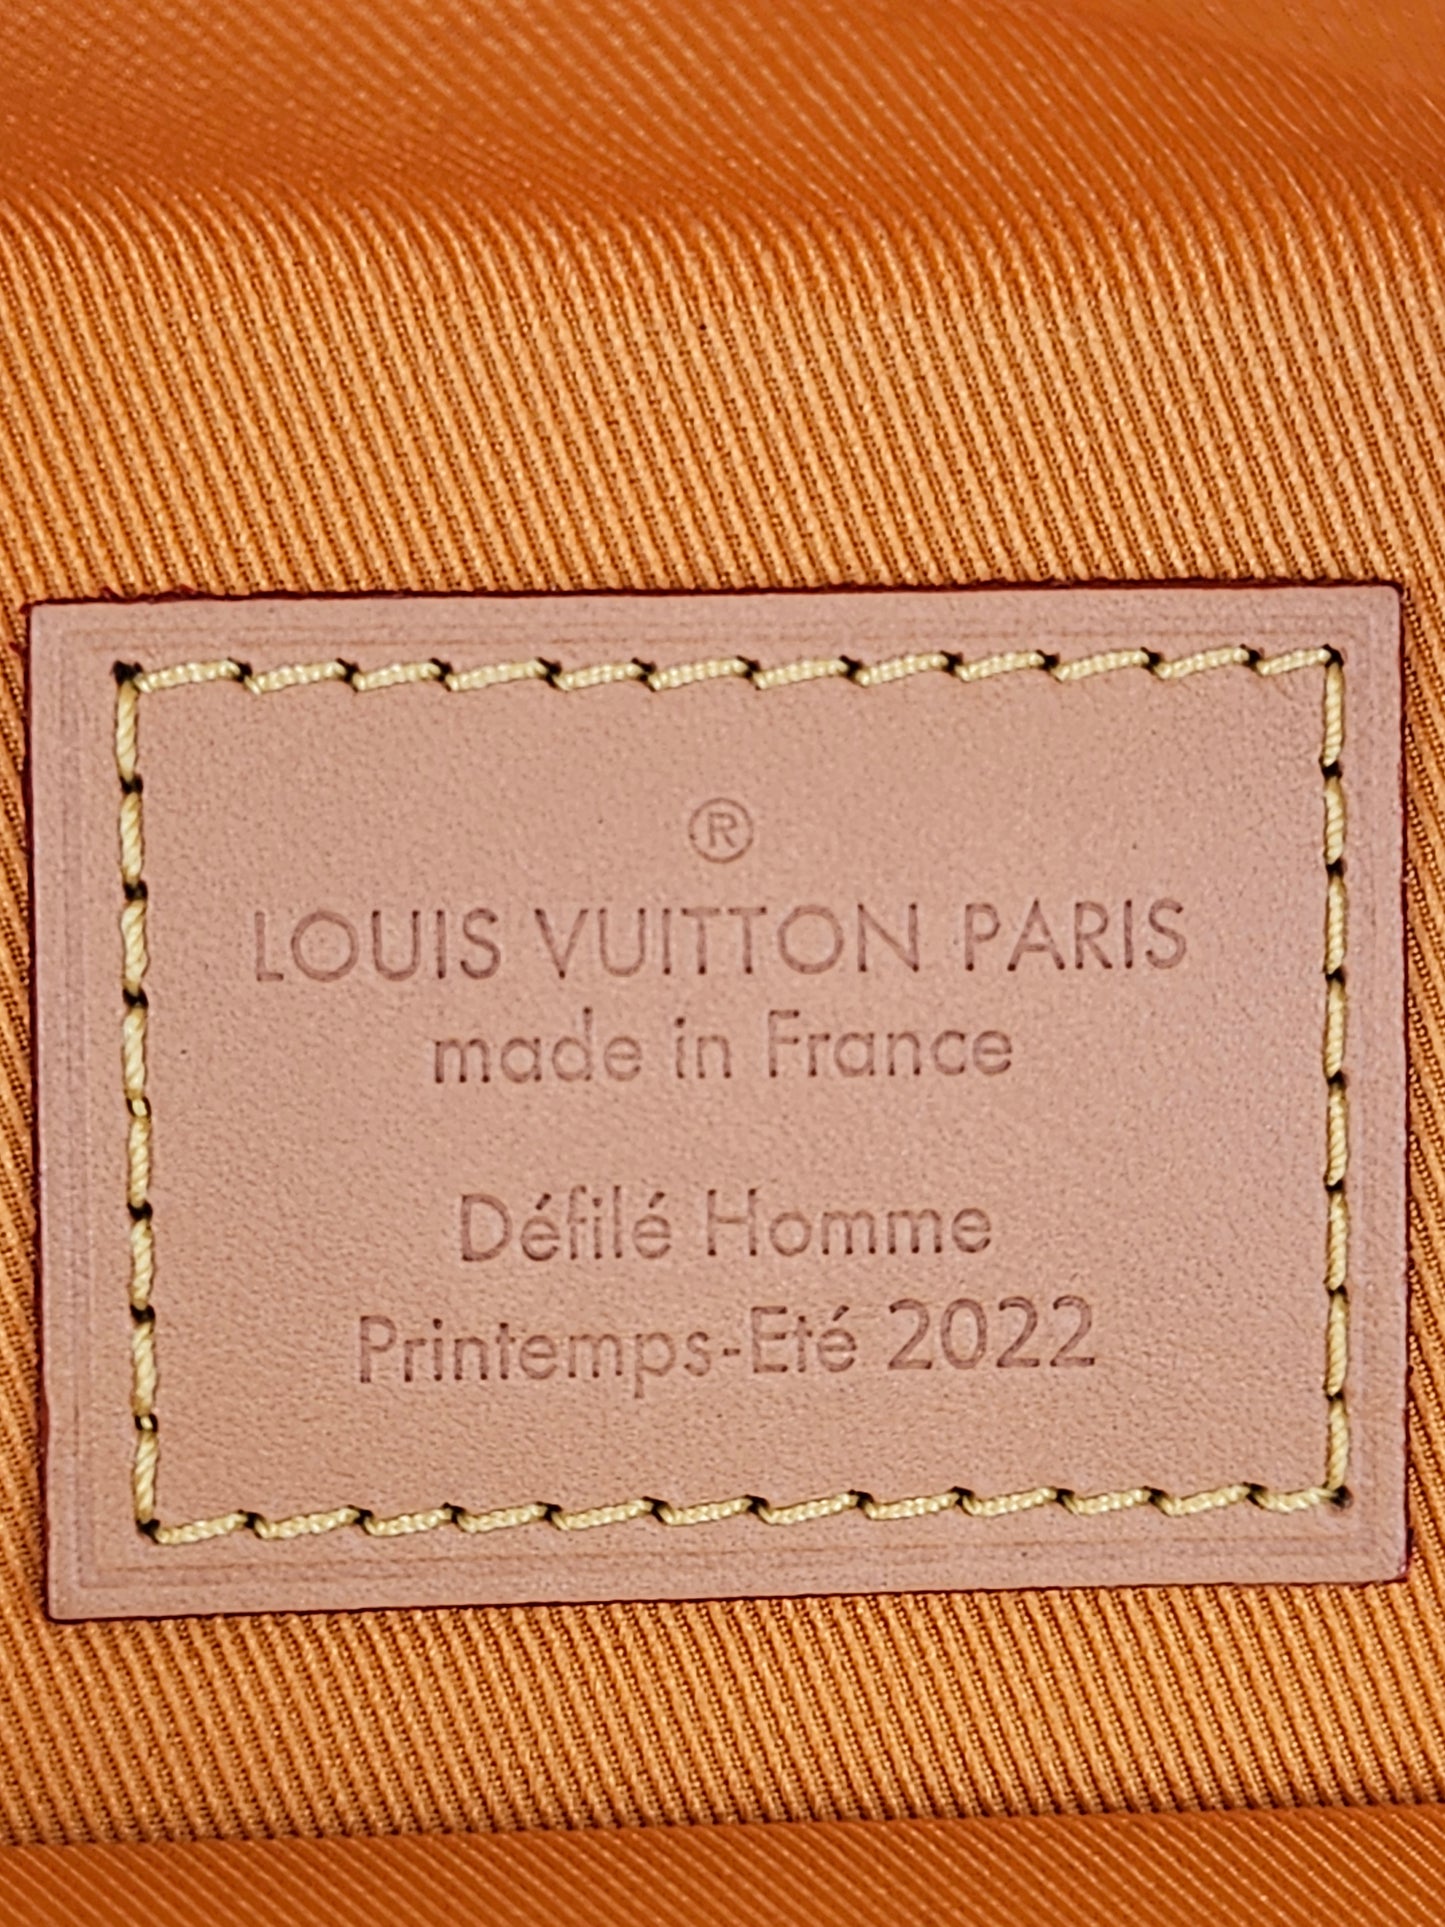 ®
LOUIS VUITTON PARIS
made in France
Défilé Homme
Printemps-Eté 2022